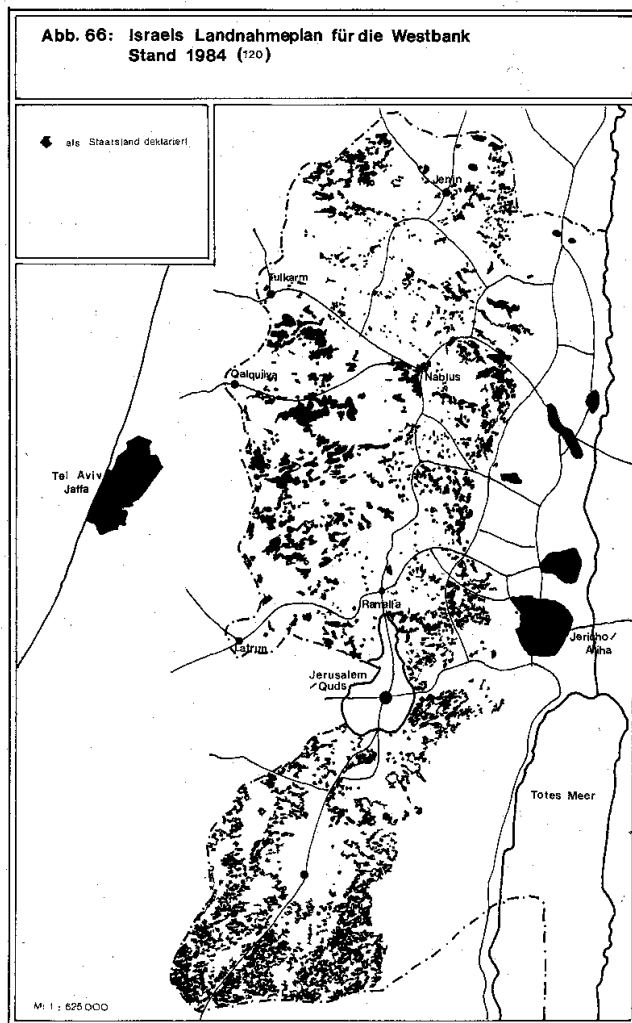 Abb. 66: Israels Landnahmeplan für die Westbank
Stand 1984 (120)
als Staatsland deklariert
Jenin
Tulkarm
Qalquilya
Nablus
Tel Aviv
Jaffa
Ramalla
Latrun
Jericho/
Ariha
Jerusalem
/Quds
Totes Meer
M: 1 : 625 000